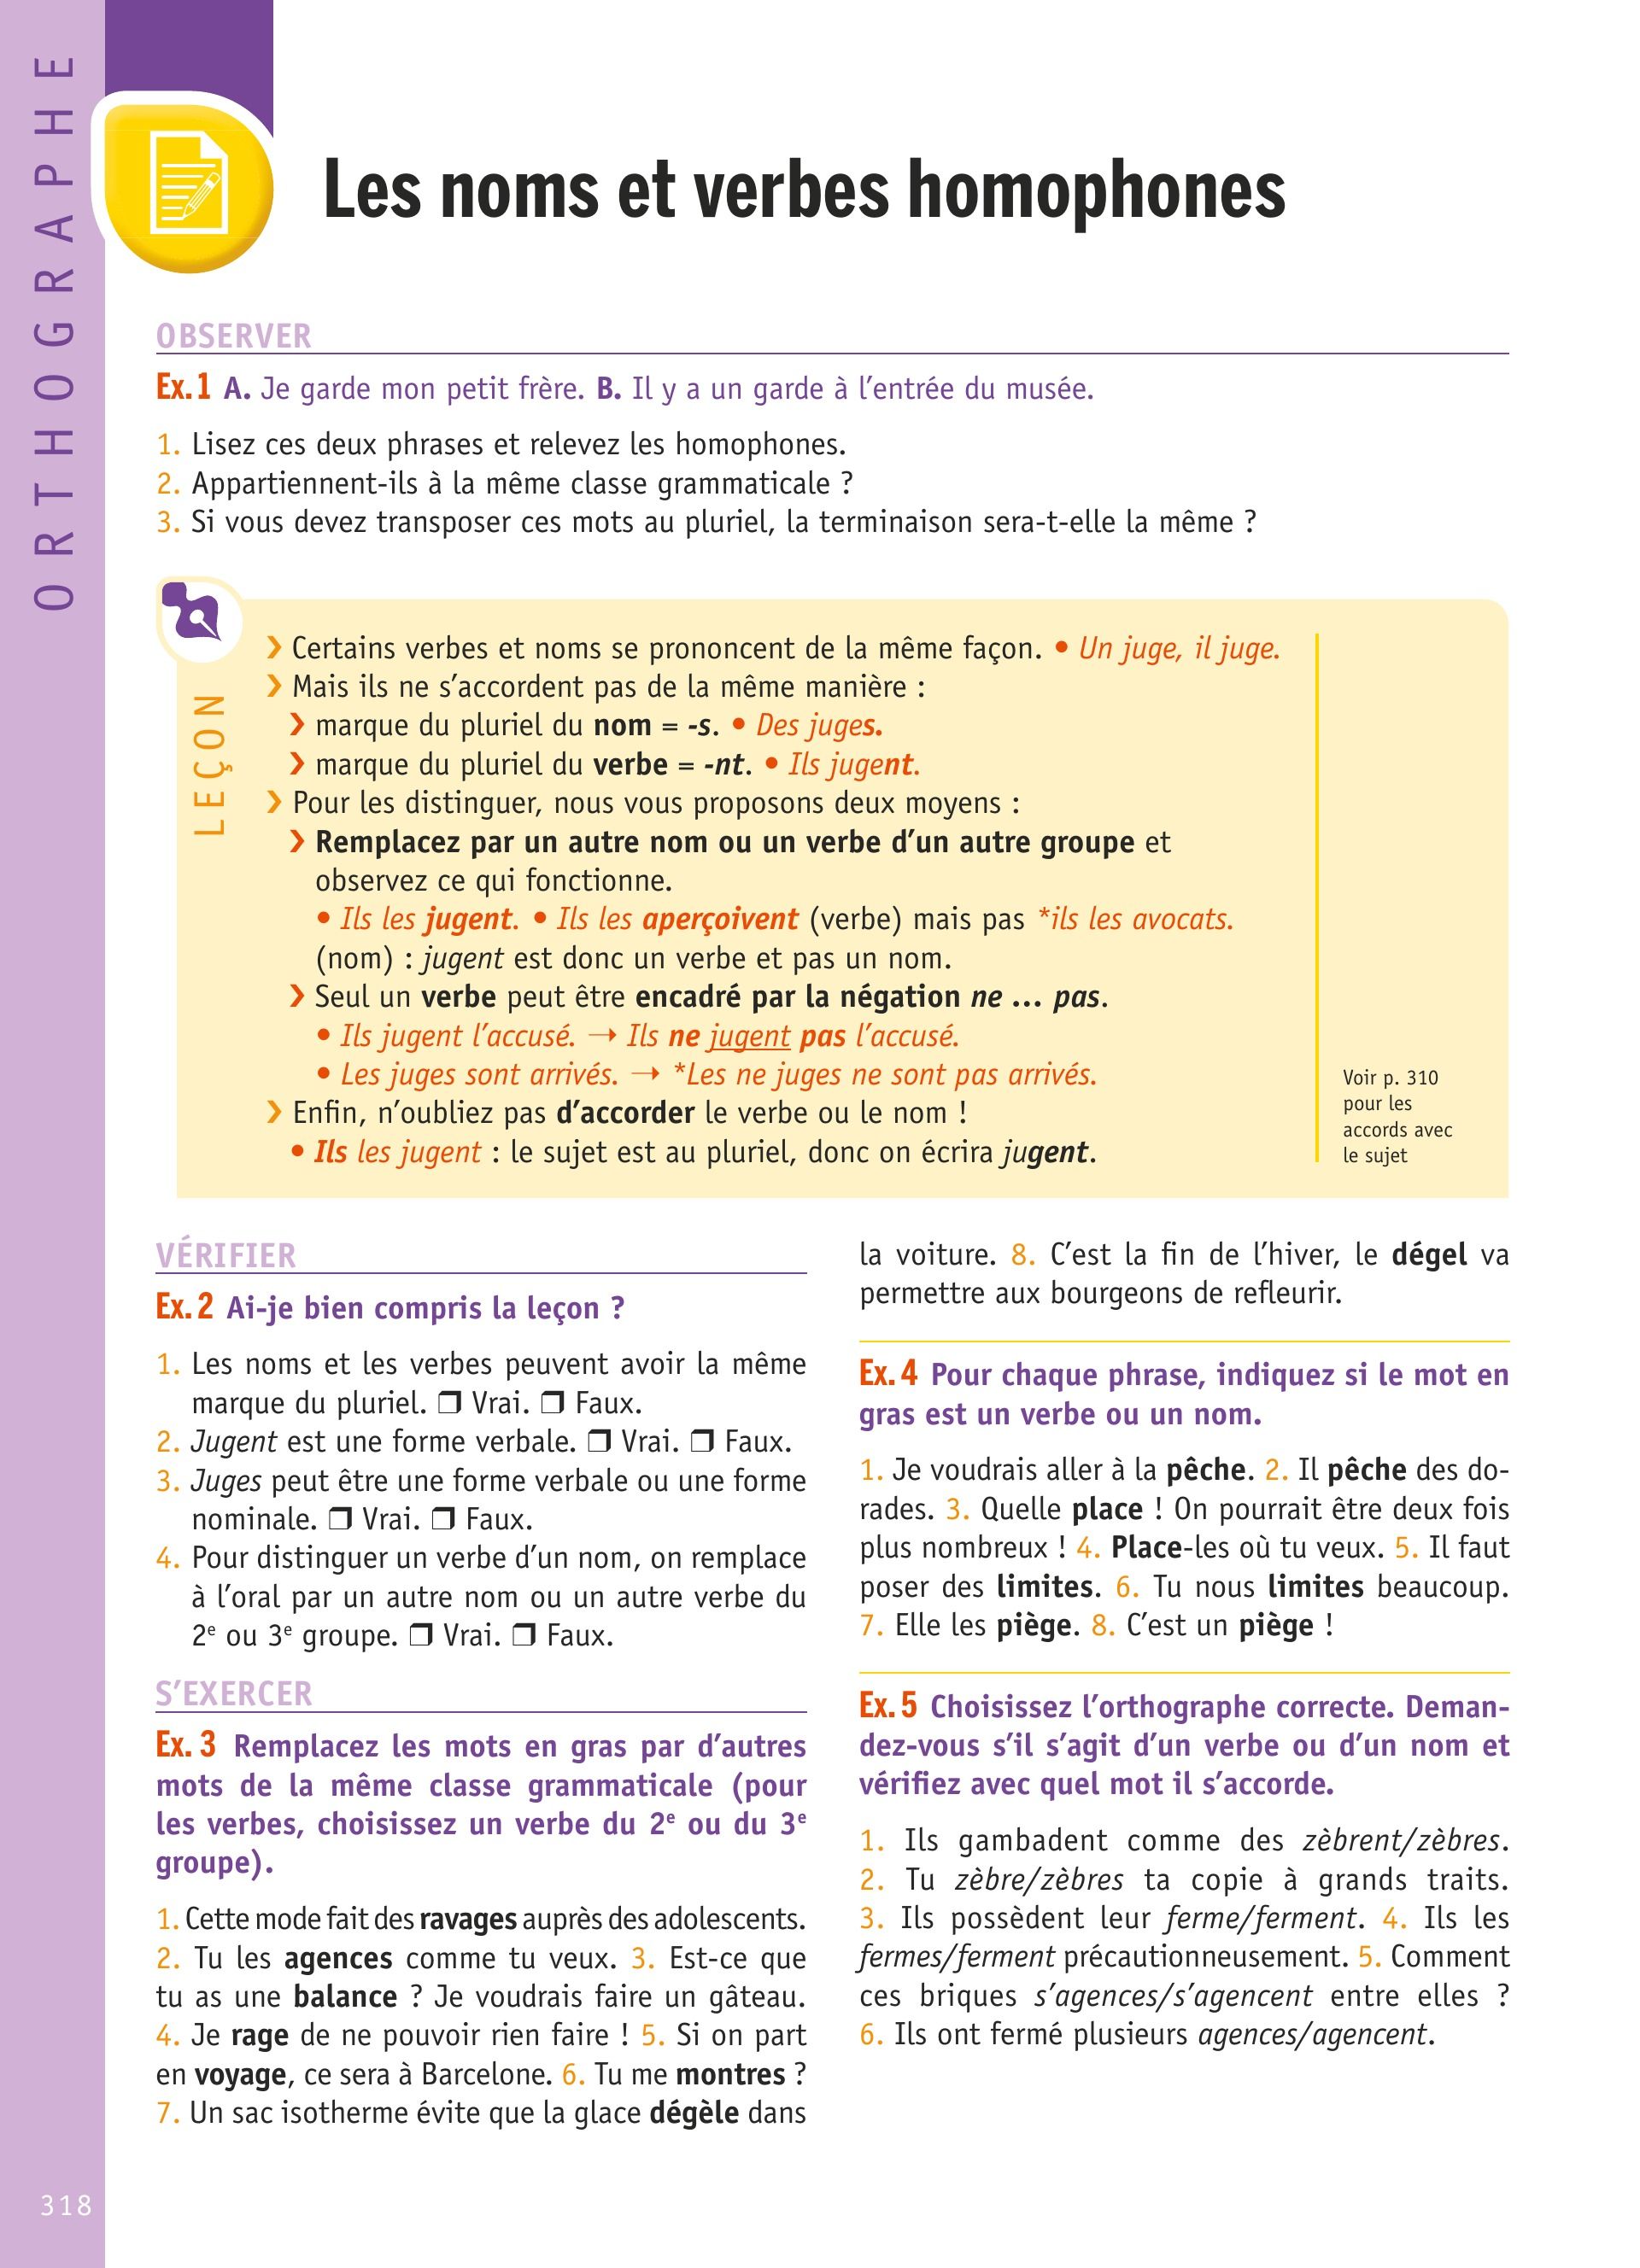 ORTHOGRAPHE
Les noms et verbes homophones
OBSERVER
Ex. 1 A. Je garde mon petit frère. B. Il y a un garde à l’entrée du musée.
1. Lisez ces deux phrases et relevez les homophones.
2. Appartiennent-ils à la même classe grammaticale ?
3. Si vous devez transposer ces mots au pluriel, la terminaison sera-t-elle la même ?
LEÇON
❯ Certains verbes et noms se prononcent de la même façon. • Un juge, il juge.
❯ Mais ils ne s’accordent pas de la même manière :
❯ marque du pluriel du nom = -s. • Des juges.
❯ marque du pluriel du verbe = -nt. • Ils jugent.
❯ Pour les distinguer, nous vous proposons deux moyens :
❯ Remplacez par un autre nom ou un verbe d’un autre groupe et
observez ce qui fonctionne.
• Ils les jugent. • Ils les aperçoivent (verbe) mais pas *ils les avocats.
(nom) : jugent est donc un verbe et pas un nom.
❯ Seul un verbe peut être encadré par la négation ne ... pas.
• Ils jugent l’accusé. → Ils ne jugent pas l’accusé.
• Les juges sont arrivés. → *Les ne juges ne sont pas arrivés.
❯ Enfin, n’oubliez pas d’accorder le verbe ou le nom !
• Ils les jugent : le sujet est au pluriel, donc on écrira jugent.
Voir p. 310
pour les
accords avec
le sujet
VÉRIFIER
Ex. 2 Ai-je bien compris la leçon ?
1. Les noms et les verbes peuvent avoir la même
marque du pluriel. ❒ Vrai. ❒ Faux.
2. Jugent est une forme verbale. ❒ Vrai. ❒ Faux.
3. Juges peut être une forme verbale ou une forme
nominale. ❒ Vrai. ❒ Faux.
4. Pour distinguer un verbe d’un nom, on remplace
à l’oral par un autre nom ou un autre verbe du
2e ou 3e groupe. ❒ Vrai. ❒ Faux.
S’EXERCER
Ex. 3 Remplacez les mots en gras par d’autres
mots de la même classe grammaticale (pour
les verbes, choisissez un verbe du 2e ou du 3e
groupe).
1. Cette mode fait des ravages auprès des adolescents.
2. Tu les agences comme tu veux. 3. Est-ce que
tu as une balance ? Je voudrais faire un gâteau.
4. Je rage de ne pouvoir rien faire ! 5. Si on part
en voyage, ce sera à Barcelone. 6. Tu me montres ?
7. Un sac isotherme évite que la glace dégèle dans
la voiture. 8. C’est la fin de l’hiver, le dégel va
permettre aux bourgeons de refleurir.
Ex. 4 Pour chaque phrase, indiquez si le mot en
gras est un verbe ou un nom.
1. Je voudrais aller à la pêche. 2. Il pêche des do-
rades. 3. Quelle place ! On pourrait être deux fois
plus nombreux ! 4. Place-les où tu veux. 5. Il faut
poser des limites. 6. Tu nous limites beaucoup.
7. Elle les piège. 8. C’est un piège !
Ex. 5 Choisissez l’orthographe correcte. Deman-
dez-vous s’il s’agit d’un verbe ou d’un nom et
vérifiez avec quel mot il s’accorde.
1. Ils gambadent comme des zèbrent/zèbres.
2. Tu zèbre/zèbres ta copie à grands traits.
3. Ils possèdent leur ferme/ferment. 4. Ils les
fermes/ferment précautionneusement. 5. Comment
ces briques s’agences/s’agencent entre elles ?
6. Ils ont fermé plusieurs agences/agencent.
318